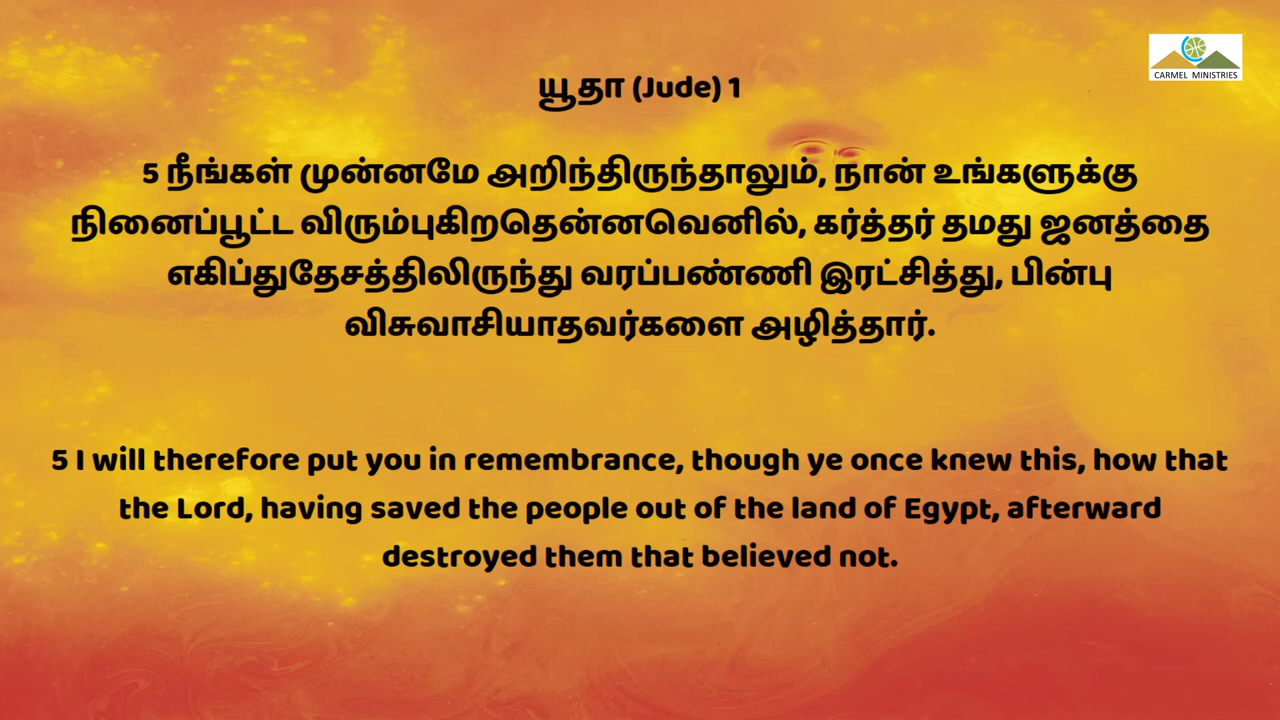 CARMEL MINISTRIES
யூதா (Jude) 1
5 நீங்கள் முன்னமே அறிந்திருந்தாலும், நான் உங்களுக்கு
நினைப்பூட்ட விரும்புகிறதென்னவெனில், கர்த்தர் தமது ஜனத்தை
எகிப்துதேசத்திலிருந்து வரப்பண்ணி இரட்சித்து, பின்பு
விசுவாசியாதவர்களை அழித்தார்.
5 I will therefore put you in remembrance, though ye once knew this, how that
the Lord, having saved the people out of the land of Egypt, afterward
destroyed them that believed not.